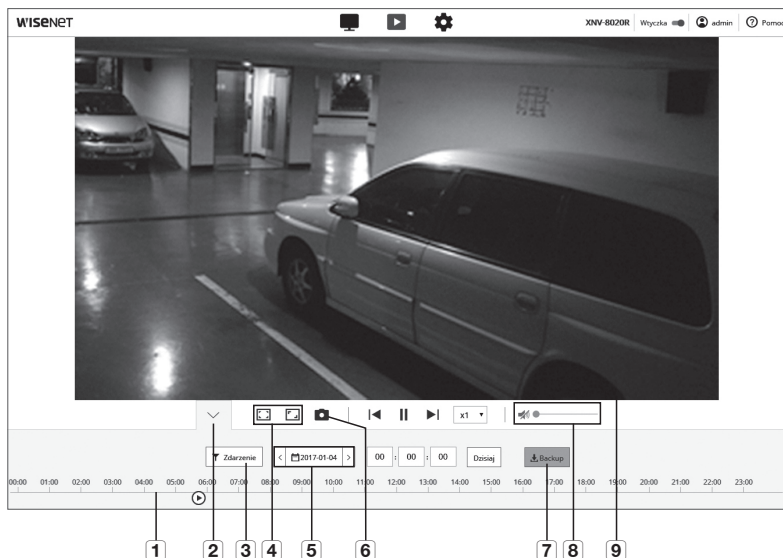 WISENET
XNV-8020R Wtyczka admin Pomoc
x1
Zdarzenie 2017-01-04 00 : 00 : 00 Dzisiaj Backup
00:00 01:00 02:00 03:00 04:00 05:00 06:00 07:00 08:00 09:00 10:00 11:00 12:00 13:00 14:00 15:00 16:00 17:00 18:00 19:00 20:00 21:00 22:00 23:00
1 2 3 4 5 6 7 8 9